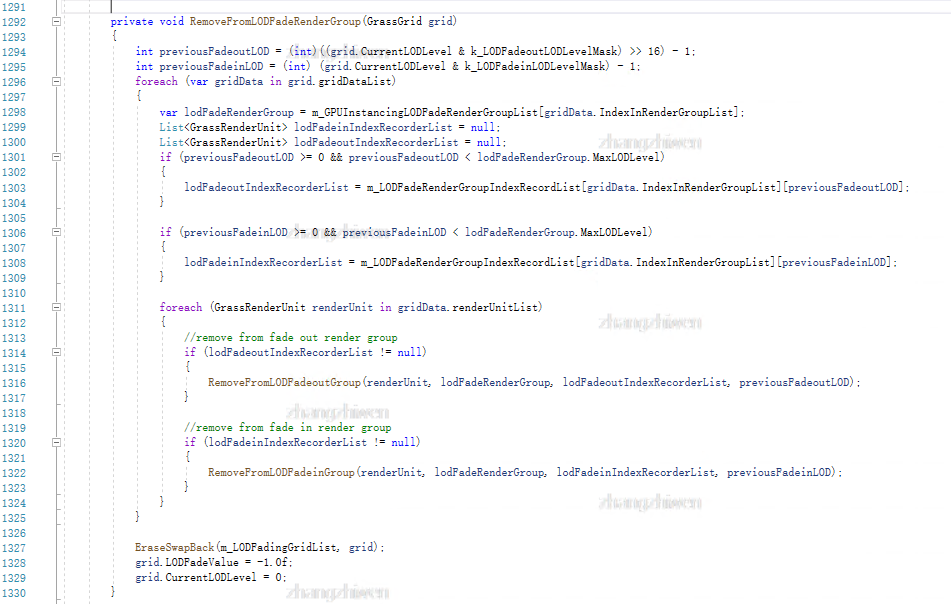 1291
1292 private void RemoveFromLODFadeRenderGroup(GrassGrid grid)
1293 {
1294 int previousFadeoutLOD = (int)((grid.CurrentLODLevel & k_LODFadeoutLODLevelMask) >> 16) - 1;
1295 int previousFadeinLOD = (int) (grid.CurrentLODLevel & k_LODFadeinLODLevelMask) - 1;
1296 foreach (var gridData in grid.gridDataList)
1297 {
1298 var lodFadeRenderGroup = m_GPUInstancingLODFadeRenderGroupList[gridData.IndexInRenderGroupList];
1299 List<GrassRenderUnit> lodFadeinIndexRecorderList = null;
1300 List<GrassRenderUnit> lodFadeoutIndexRecorderList = null;
1301 if (previousFadeoutLOD >= 0 && previousFadeoutLOD < lodFadeRenderGroup.MaxLODLevel)
1302 {
1303 lodFadeoutIndexRecorderList = m_LODFadeRenderGroupIndexRecordList[gridData.IndexInRenderGroupList][previousFadeoutLOD];
1304 }
1305
1306 if (previousFadeinLOD >= 0 && previousFadeinLOD < lodFadeRenderGroup.MaxLODLevel)
1307 {
1308 lodFadeinIndexRecorderList = m_LODFadeRenderGroupIndexRecordList[gridData.IndexInRenderGroupList][previousFadeinLOD];
1309 }
1310
1311 foreach (GrassRenderUnit renderUnit in gridData.renderUnitList)
1312 {
1313 //remove from fade out render group
1314 if (lodFadeoutIndexRecorderList != null)
1315 {
1316 RemoveFromLODFadeoutGroup(renderUnit, lodFadeRenderGroup, lodFadeoutIndexRecorderList, previousFadeoutLOD);
1317 }
1318
1319 //remove from fade in render group
1320 if (lodFadeinIndexRecorderList != null)
1321 {
1322 RemoveFromLODFadeinGroup(renderUnit, lodFadeRenderGroup, lodFadeinIndexRecorderList, previousFadeinLOD);
1323 }
1324 }
1325 }
1326
1327 EraseSwapBack(m_LODFadingGridList, grid);
1328 grid.LODFadeValue = -1.0f;
1329 grid.CurrentLODLevel = 0;
1330 }
zhangzhiwen
zhangzhiwen
zhangzhiwen
zhangzhiwen
zhangzhiwen
zhangzhiwen
zhangzhiwen